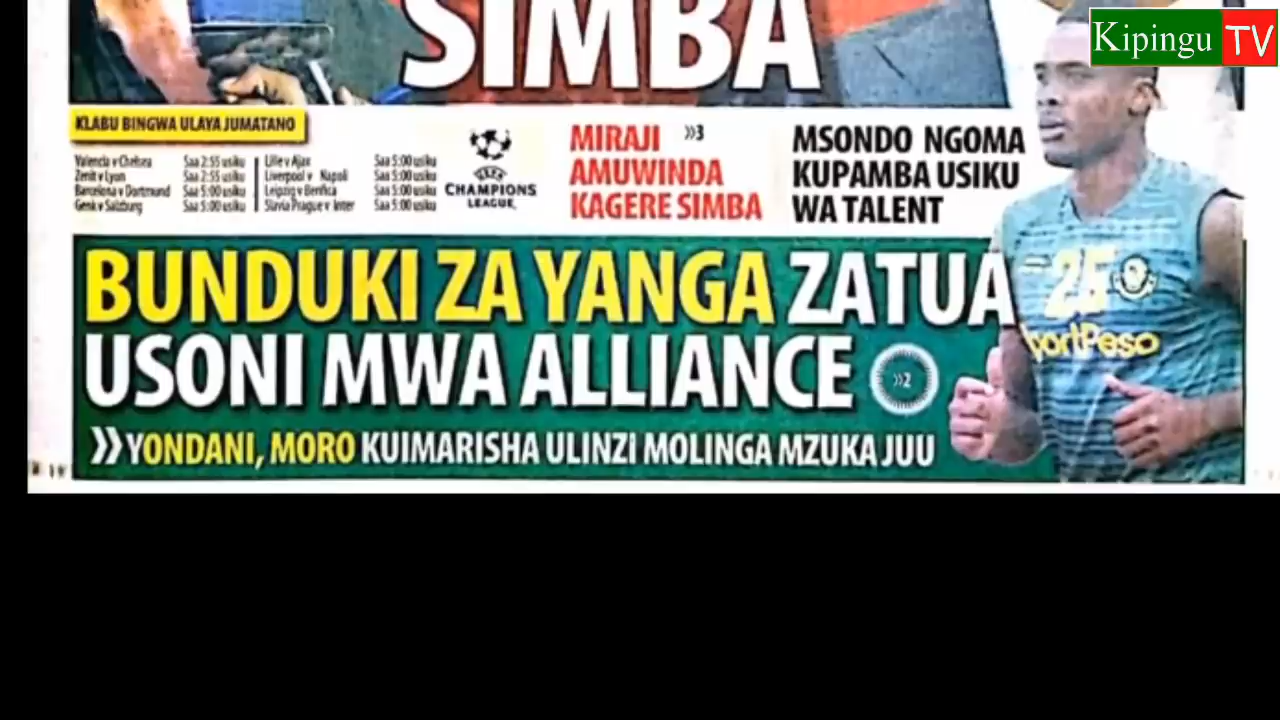 Kipingu TV
SIMBA
KLABU BINGWA ULAYA JUMATANO
Valencia v Chelsea Saa 2:55 usiku
Zenit v Lyon Saa 2:55 usiku
Barcelona v Dortmund Saa 5:00 usiku
Genk v Salzburg Saa 5:00 usiku
Lille v Ajax Saa 5:00 usiku
Liverpool v Napoli Saa 5:00 usiku
Leipzig v Benfica Saa 5:00 usiku
Slavia Prague v Inter Saa 5:00 usiku
UEFA
CHAMPIONS
LEAGUE
MIRAJI »3
AMUWINDA
KAGERE SIMBA
MSONDO NGOMA
KUPAMBA USIKU
WA TALENT
BUNDUKI ZA YANGA ZATUA
USONI MWA ALLIANCE »2
»YONDANI, MORO KUIMARISHA ULINZI MOLINGA MZUKA JUU
25
portPeso